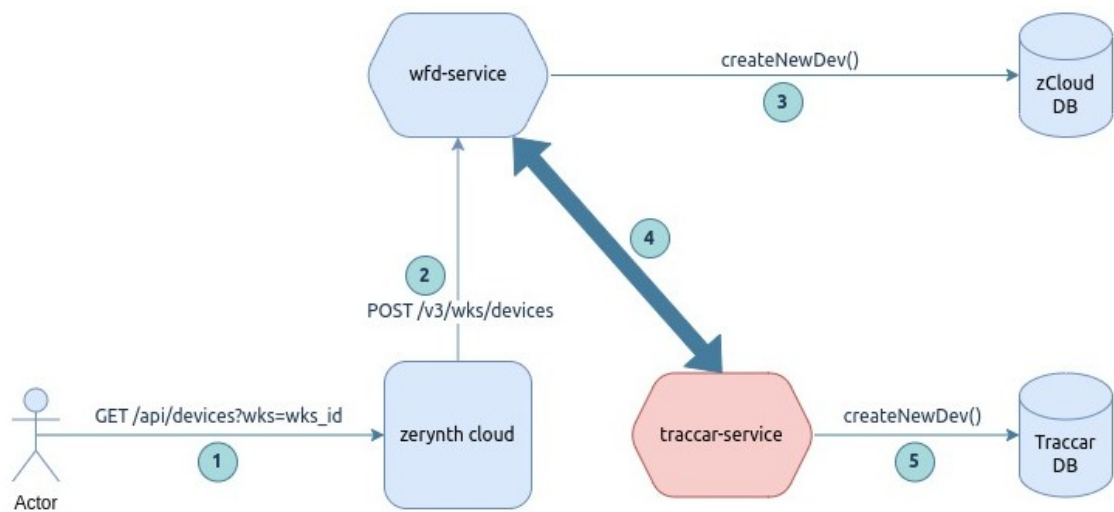 wfd-service
createNewDev()
3
zCloud
DB
4
2
POST /v3/wks/devices
GET /api/devices?wks=wks_id
1
zerynth cloud
traccar-service
createNewDev()
5
Traccar
DB
Actor